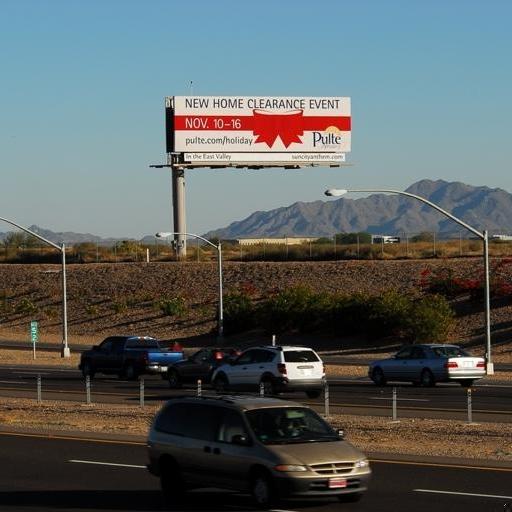 NEW HOME CLEARANCE EVENT
NOV. 10-16
pulte.com/holiday
Pulte
In the East Valley
suncityanthem.com